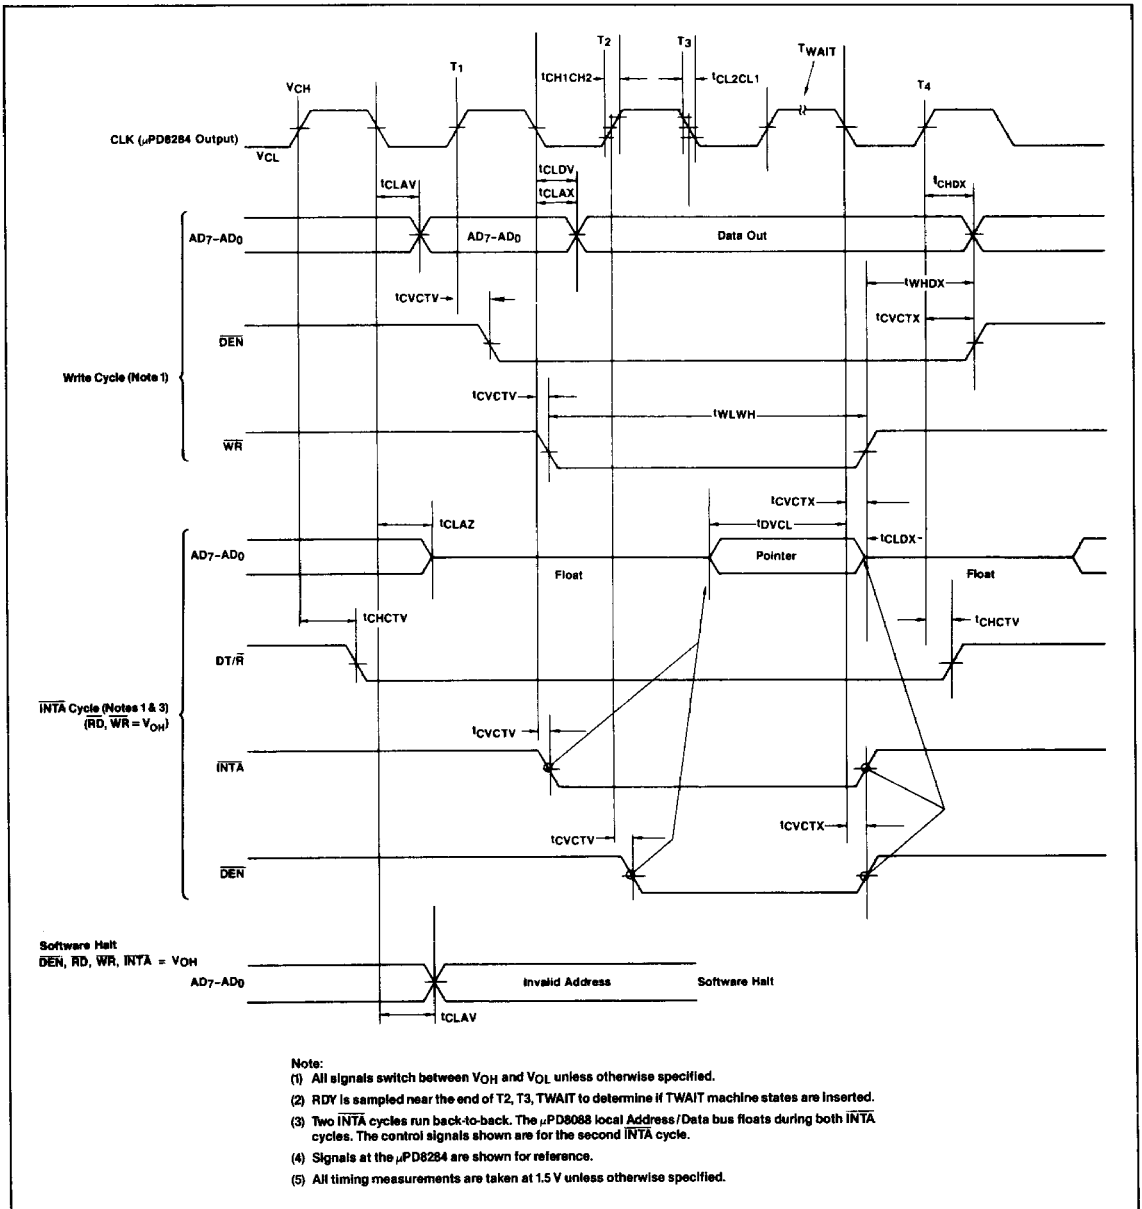 T1
T2
T3
TWAIT
T4
VCH
tCH1CH2
tCL2CL1
CLK (μPD8284 Output)
VCL
tCLAV
tCLDV
tCLAX
tCHDX
AD7-AD0
AD7-AD0
Data Out
tWHDX
tCVCTV
tCVCTX
DEN
Write Cycle (Note 1)
tCVCTV
tWLWH
WR
tCVCTX
tCLAZ
tDVCL
tCLDX
AD7-AD0
Pointer
Float
Float
tCHCTV
tCHCTV
DT/R
INTA Cycle (Notes 1 & 3)
(RD, WR = VOH)
tCVCTV
INTA
tCVCTV
tCVCTX
DEN
Software Halt
DEN, RD, WR, INTA = VOH
AD7-AD0
Invalid Address
Software Halt
tCLAV
Note:
(1) All signals switch between VOH and VOL unless otherwise specified.
(2) RDY is sampled near the end of T2, T3, TWAIT to determine if TWAIT machine states are inserted.
(3) Two INTA cycles run back-to-back. The μPD8088 local Address/Data bus floats during both INTA
cycles. The control signals shown are for the second INTA cycle.
(4) Signals at the μPD8284 are shown for reference.
(5) All timing measurements are taken at 1.5 V unless otherwise specified.